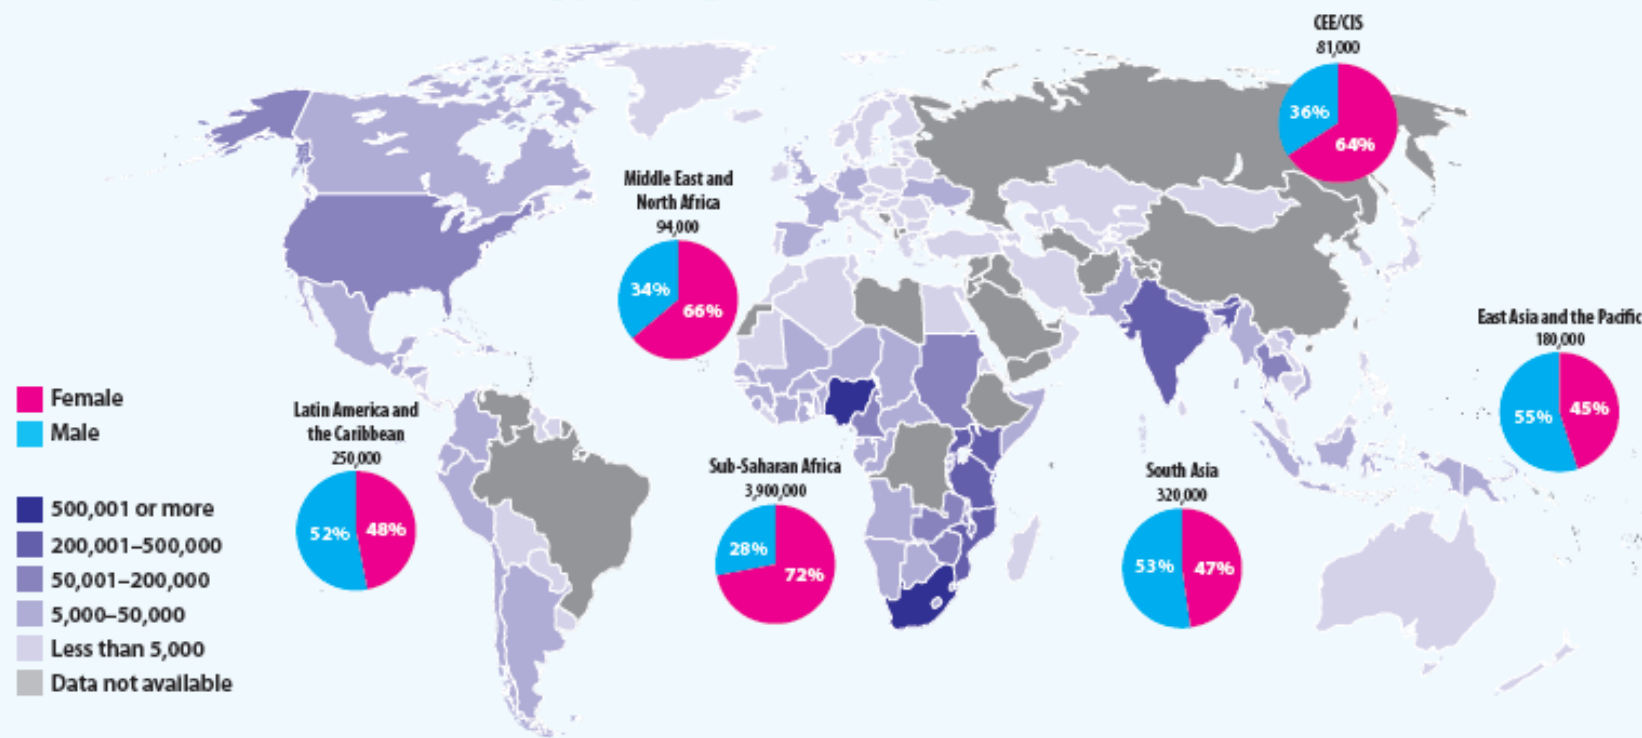 CEE/CIS
81,000
36%
64%
Middle East and
North Africa
94,000
34%
66%
East Asia and the Pacific
180,000
55%
45%
Female
Male
Latin America and
the Caribbean
250,000
52%
48%
Sub-Saharan Africa
3,900,000
28%
72%
South Asia
320,000
53%
47%
500,001 or more
200,001–500,000
50,001–200,000
5,000–50,000
Less than 5,000
Data not available